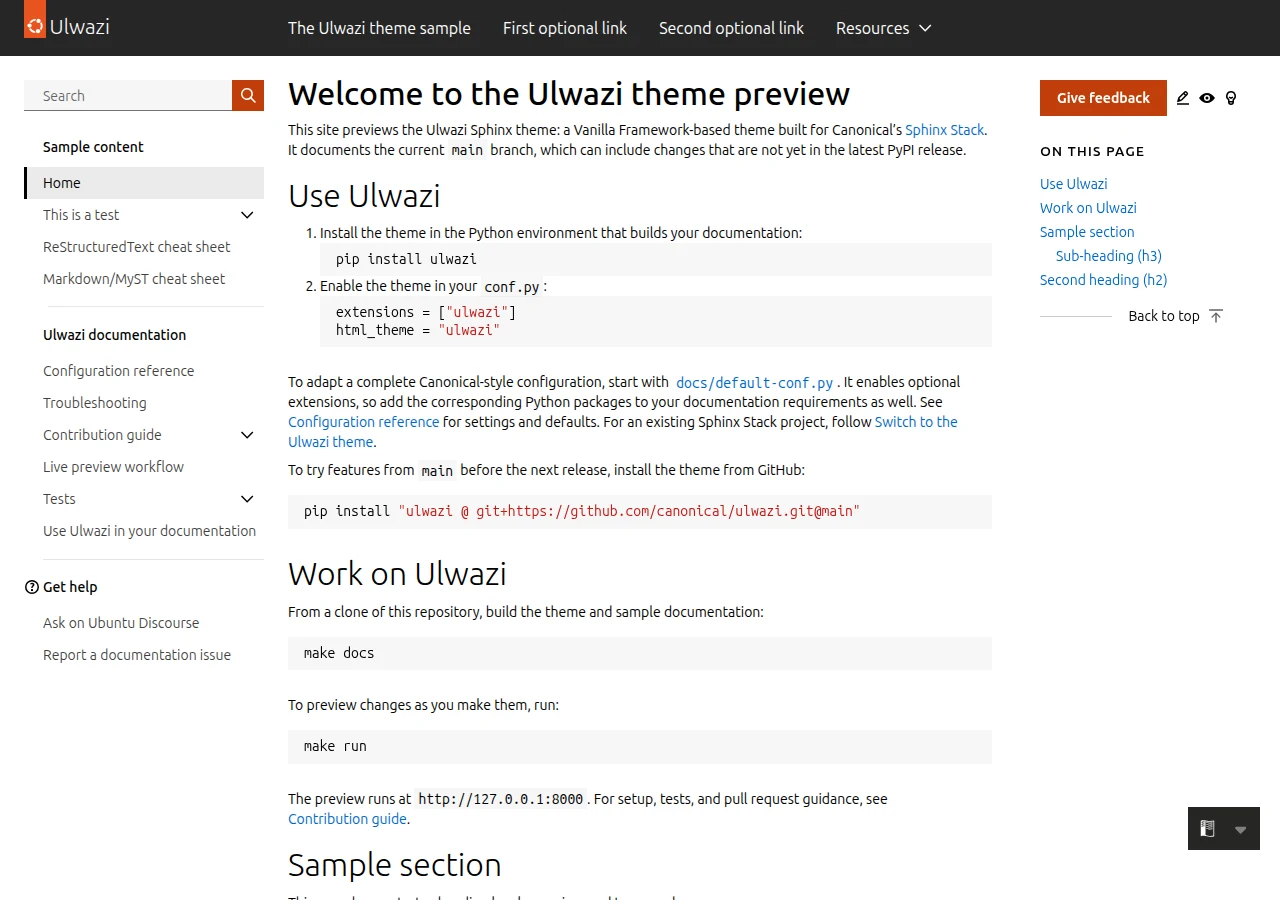 Ulwazi
The Ulwazi theme sample
First optional link
Second optional link
Resources
Search
Sample content
Home
This is a test
ReStructuredText cheat sheet
Markdown/MyST cheat sheet
Ulwazi documentation
Configuration reference
Troubleshooting
Contribution guide
Live preview workflow
Tests
Use Ulwazi in your documentation
Get help
Ask on Ubuntu Discourse
Report a documentation issue
Welcome to the Ulwazi theme preview
This site previews the Ulwazi Sphinx theme: a Vanilla Framework-based theme built for Canonical’s Sphinx Stack.
It documents the current main branch, which can include changes that are not yet in the latest PyPI release.
Use Ulwazi
1. Install the theme in the Python environment that builds your documentation:
pip install ulwazi
2. Enable the theme in your conf.py:
extensions = ["ulwazi"]
html_theme = "ulwazi"
To adapt a complete Canonical-style configuration, start with docs/default-conf.py. It enables optional
extensions, so add the corresponding Python packages to your documentation requirements as well. See
Configuration reference for settings and defaults. For an existing Sphinx Stack project, follow Switch to the
Ulwazi theme.
To try features from main before the next release, install the theme from GitHub:
pip install "ulwazi @ git+https://github.com/canonical/ulwazi.git@main"
Work on Ulwazi
From a clone of this repository, build the theme and sample documentation:
make docs
To preview changes as you make them, run:
make run
The preview runs at http://127.0.0.1:8000. For setup, tests, and pull request guidance, see
Contribution guide.
Sample section
Give feedback
ON THIS PAGE
Use Ulwazi
Work on Ulwazi
Sample section
Sub-heading (h3)
Second heading (h2)
Back to top